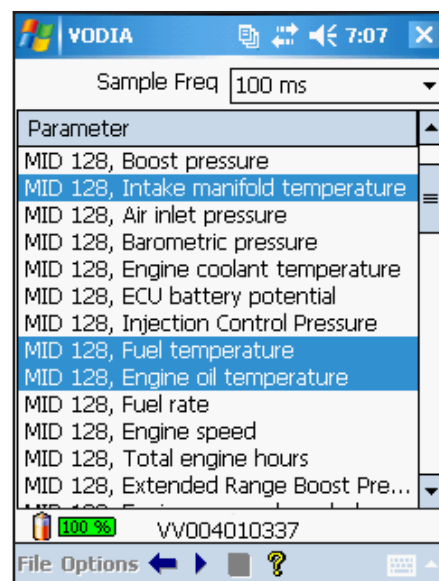 VODIA 7:07
Sample Freq 100 ms
Parameter
MID 128, Boost pressure
MID 128, Intake manifold temperature
MID 128, Air inlet pressure
MID 128, Barometric pressure
MID 128, Engine coolant temperature
MID 128, ECU battery potential
MID 128, Injection Control Pressure
MID 128, Fuel temperature
MID 128, Engine oil temperature
MID 128, Fuel rate
MID 128, Engine speed
MID 128, Total engine hours
MID 128, Extended Range Boost Pre...
100 % VV004010337
File Options